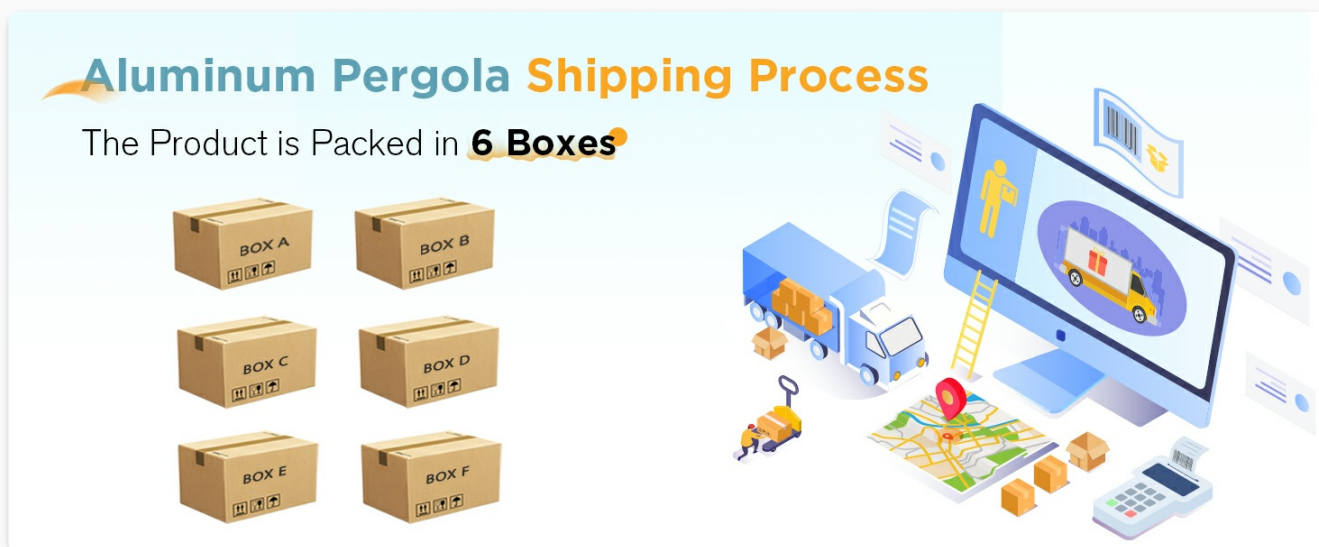 Aluminum Pergola Shipping Process
The Product is Packed in 6 Boxes
BOX A
BOX B
BOX C
BOX D
BOX E
BOX F